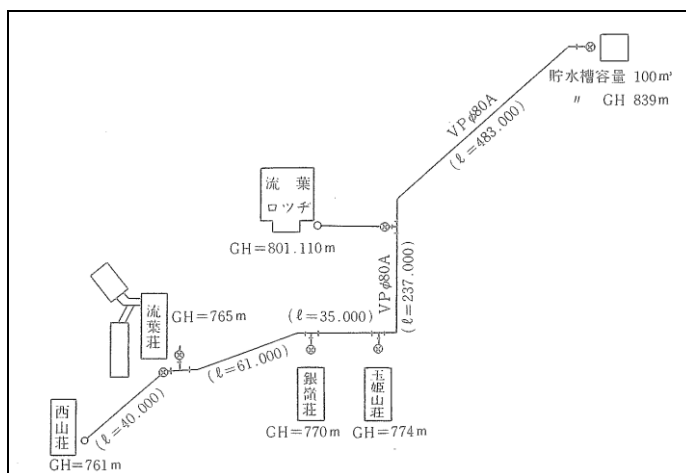 貯水槽容量 100㎥
〃 GH 839m
VPφ80A
(ℓ=483.000)
流葉
ロツヂ
GH=801.110m
VPφ80A
(ℓ=237.000)
(ℓ=35.000)
流葉荘
GH=765m
(ℓ=61.000)
銀嶺荘
玉姫山荘
GH=770m
GH=774m
(ℓ=40.000)
西山荘
GH=761m